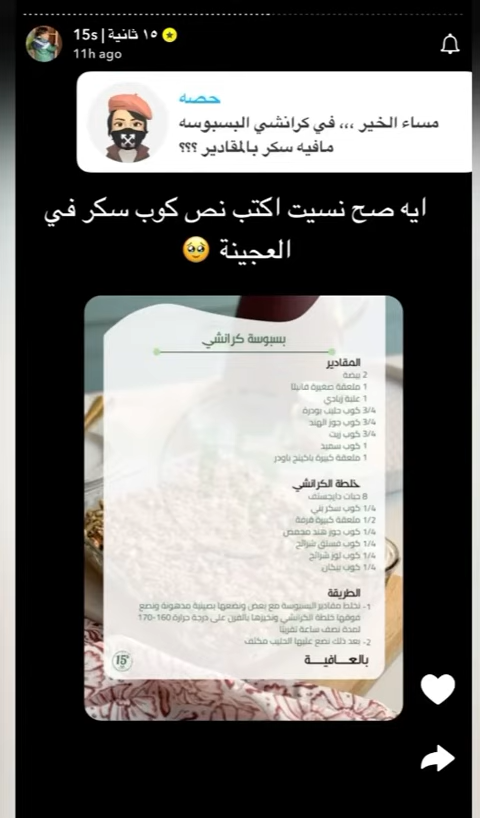 15s | ١٥ ثانية
11h ago
حصه
مساء الخير ،،، في كرانشي البسبوسه
مافيه سكر بالمقادير ؟؟؟
ايه صح نسيت اكتب نص كوب سكر في
العجينة 🥹
بسبوسة كرانشي
المقادير
2 بيضة
1 ملعقة صغيرة فانيليا
1 علبة زبادي
3/4 كوب حليب بودرة
3/4 كوب جوز الهند
3/4 كوب زيت
1 كوب سميد
1 ملعقة كبيرة باكينج باودر
خلطة الكرانشي
8 حبات دايجستف
1/4 كوب سكر بني
1/2 ملعقة كبيرة قرفة
1/4 كوب جوز هند محمص
1/4 كوب فستق شرائح
1/4 كوب لوز شرائح
1/4 كوب بيكان
الطريقة
1- نخلط مقادير البسبوسة مع بعض ونضعها بصينية مدهونة ونضع
فوقها خلطة الكرانشي ونخبزها بالفرن على درجة حرارة 160-170
لمدة نصف ساعة تقريبًا
2- بعد ذلك نضع عليها الحليب مكثف
بالعـــافيـــة
15s